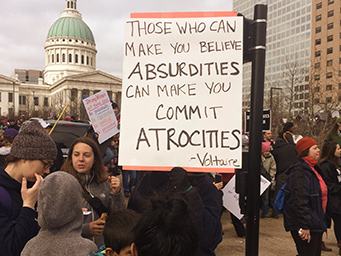 THOSE WHO CAN
MAKE YOU BELIEVE
ABSURDITIES
CAN MAKE YOU
COMMIT
ATROCITIES
-Voltaire